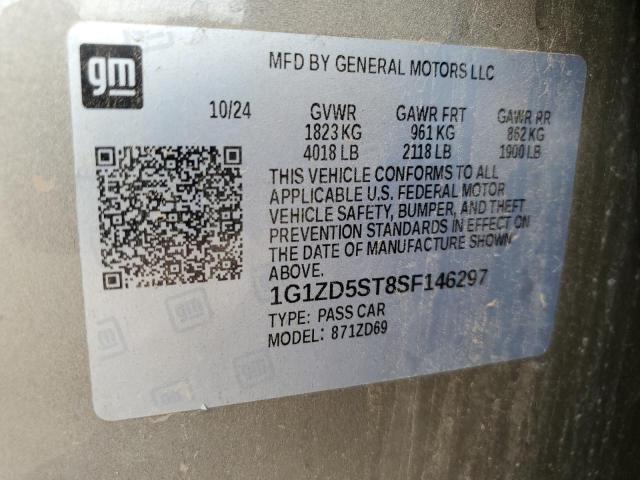 gm
MFD BY GENERAL MOTORS LLC
10/24 GVWR GAWR FRT GAWR RR
1823 KG 961 KG 862 KG
4018 LB 2118 LB 1900 LB
THIS VEHICLE CONFORMS TO ALL
APPLICABLE U.S. FEDERAL MOTOR
VEHICLE SAFETY, BUMPER, AND THEFT
PREVENTION STANDARDS IN EFFECT ON
THE DATE OF MANUFACTURE SHOWN
ABOVE.
1G1ZD5ST8SF146297
TYPE: PASS CAR
MODEL: 871ZD69